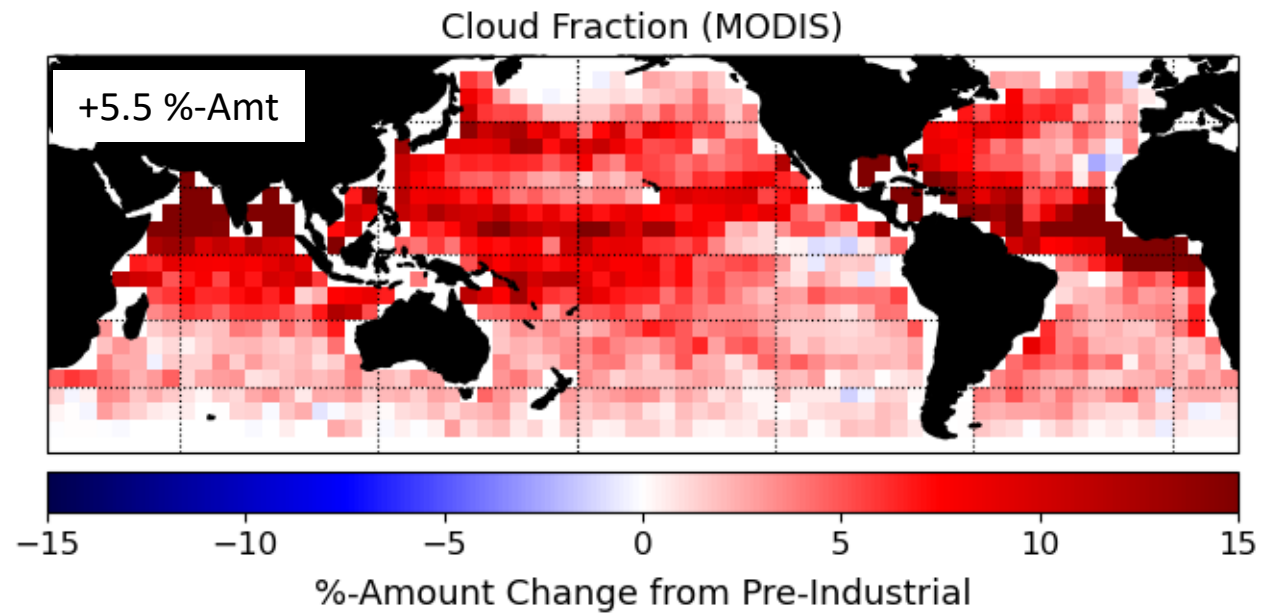 Cloud Fraction (MODIS)
+5.5 %-Amt
−15 −10 −5 0 5 10 15
%-Amount Change from Pre-Industrial